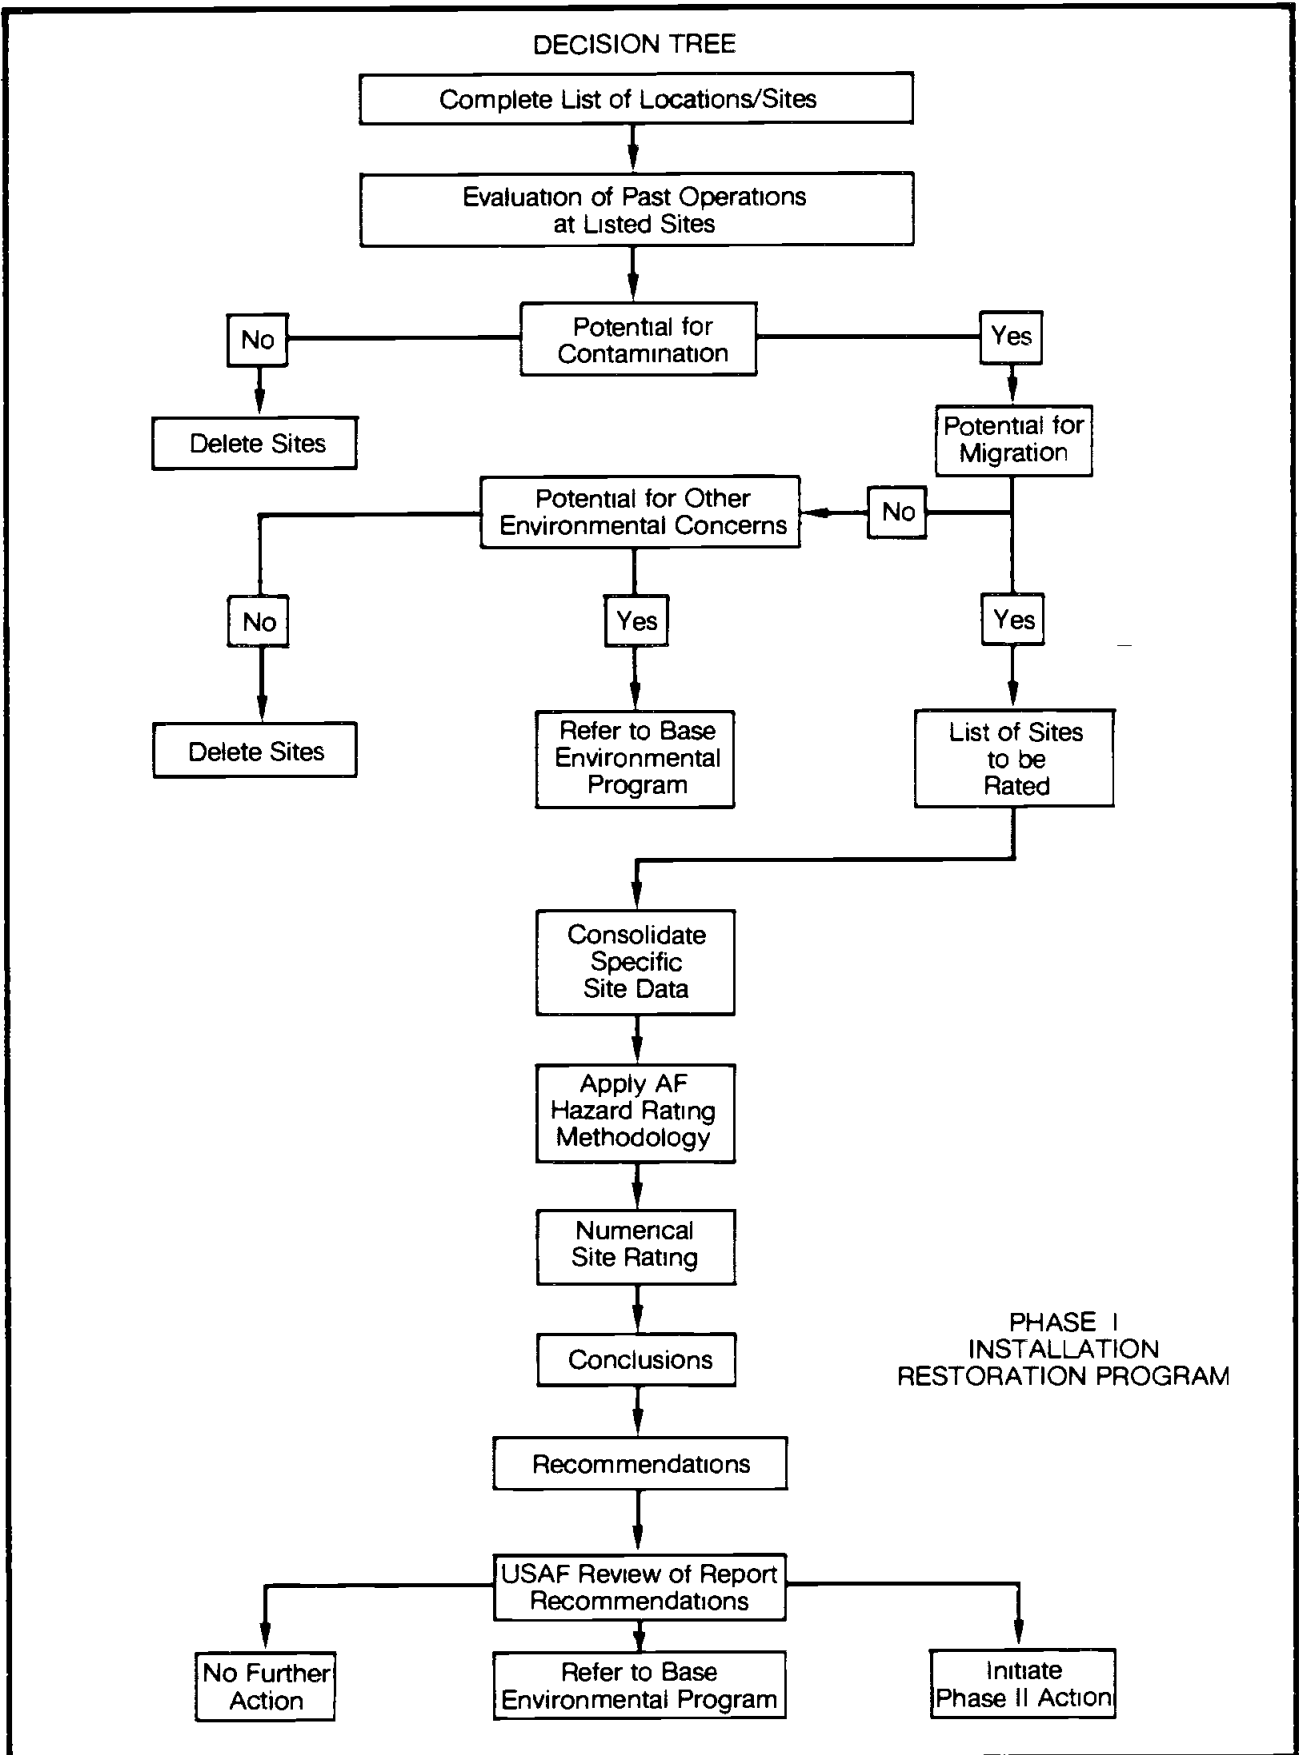 DECISION TREE
Complete List of Locations/Sites
Evaluation of Past Operations
at Listed Sites
No
Potential for
Contamination
Yes
Delete Sites
Potential for
Migration
Potential for Other
Environmental Concerns
No
No
Yes
Yes
Delete Sites
Refer to Base
Environmental
Program
List of Sites
to be
Rated
Consolidate
Specific
Site Data
Apply AF
Hazard Rating
Methodology
Numerical
Site Rating
Conclusions
PHASE I
INSTALLATION
RESTORATION PROGRAM
Recommendations
USAF Review of Report
Recommendations
No Further
Action
Refer to Base
Environmental Program
Initiate
Phase II Action